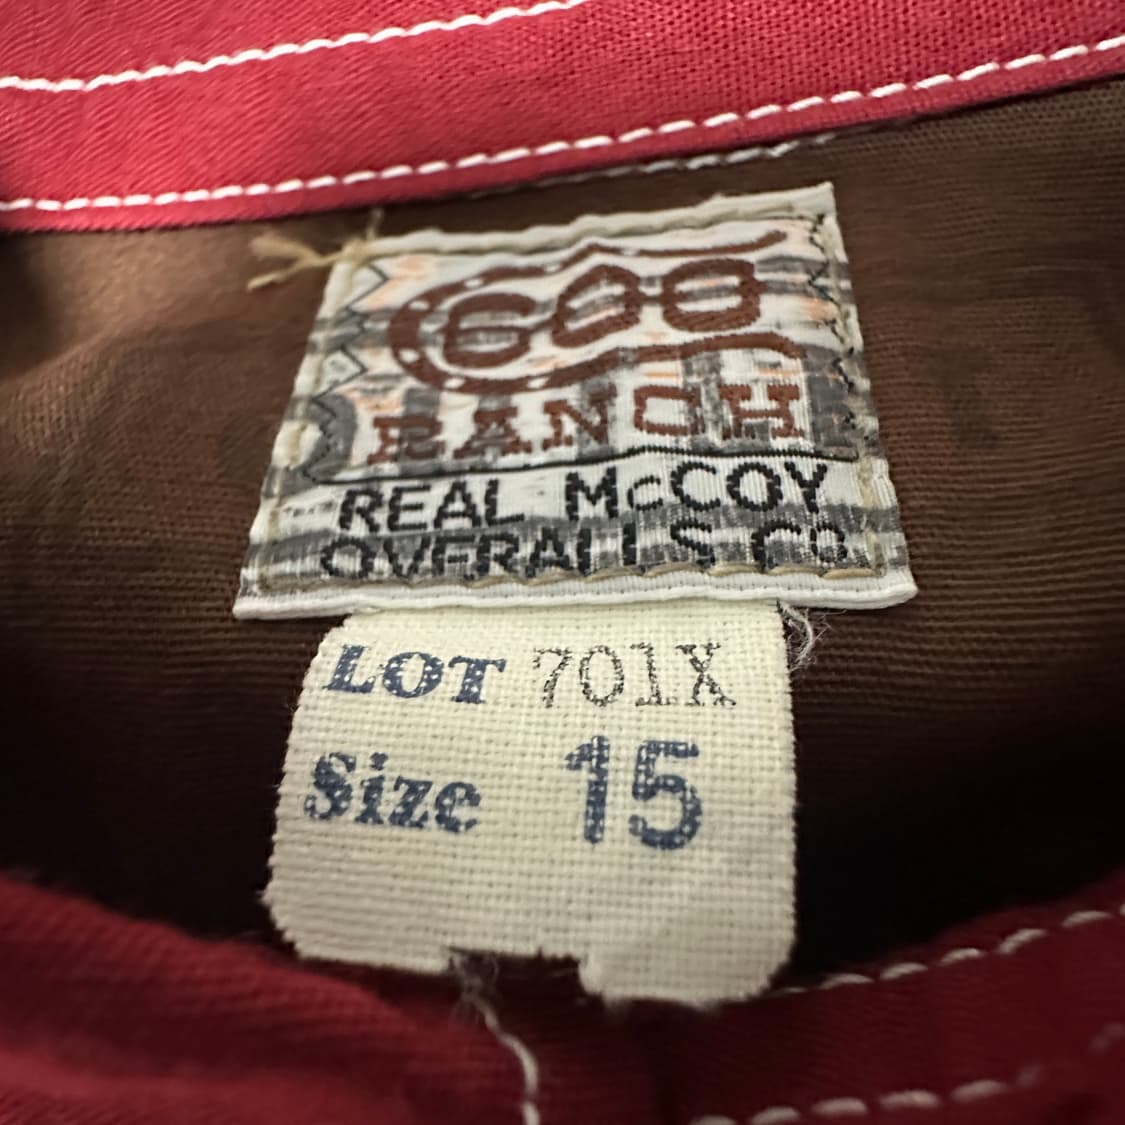 600
RANCH
REAL McCOY
OVERALLS Co
LOT 701X
Size 15